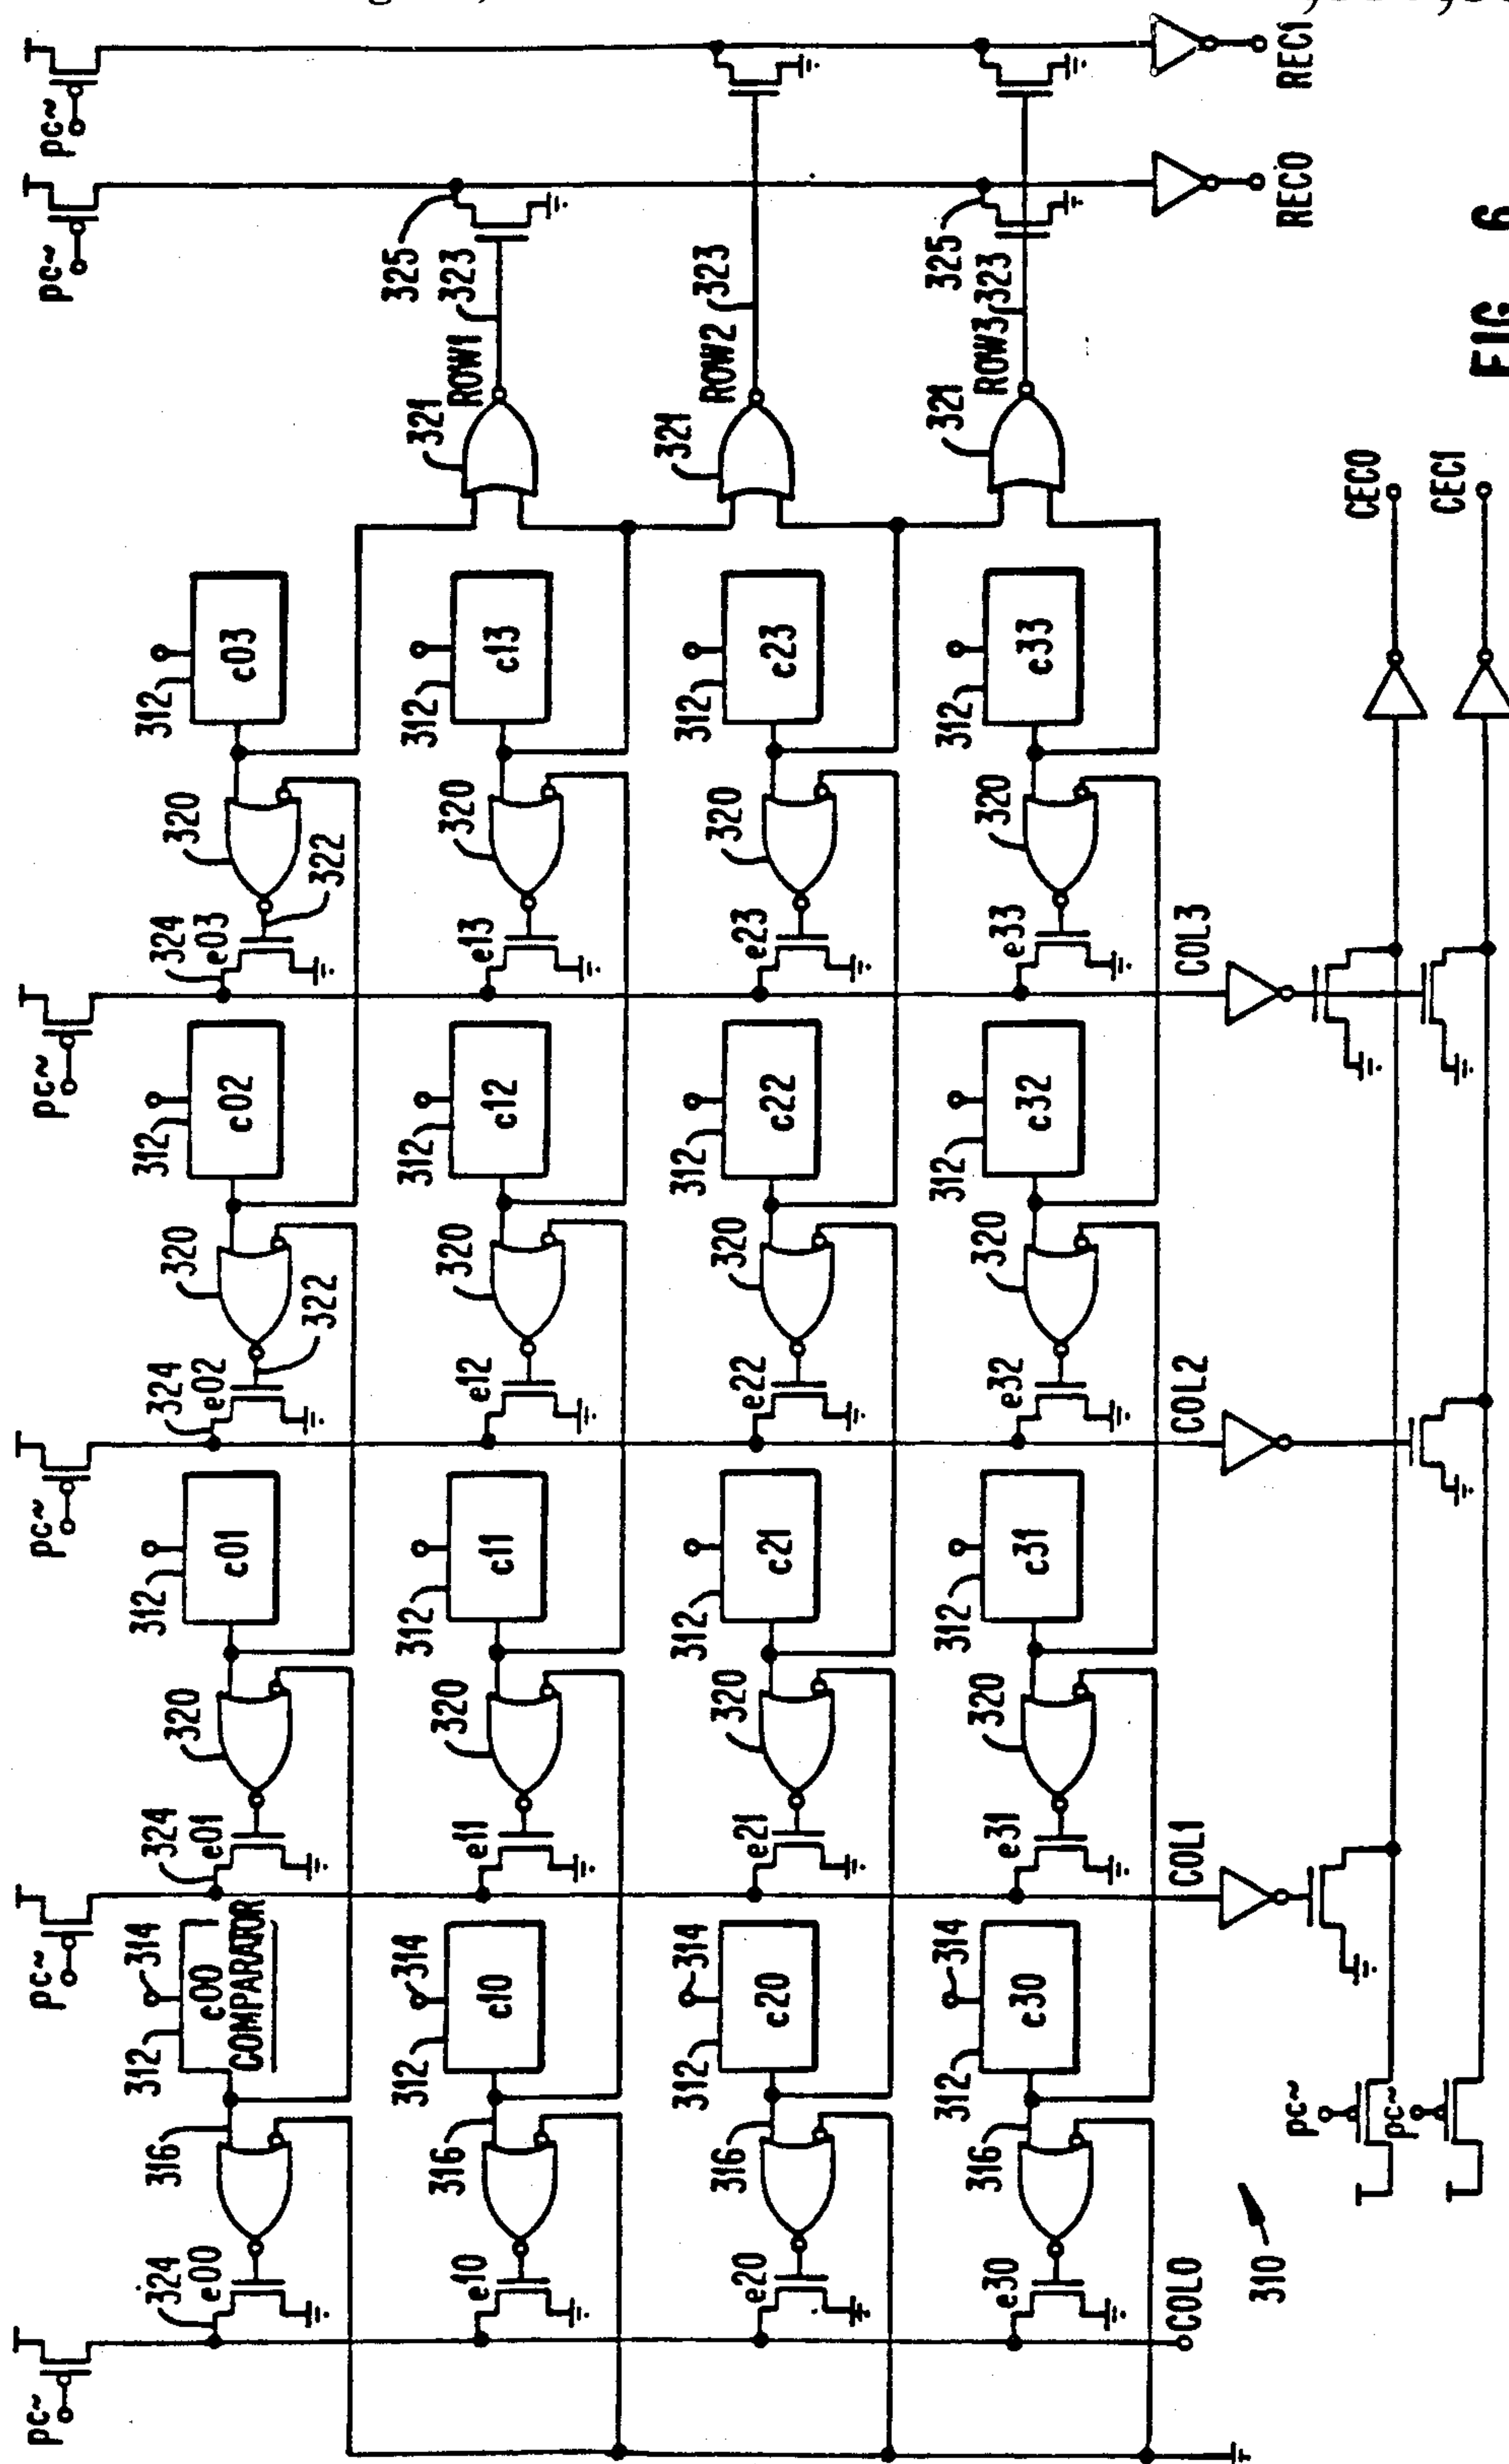 pc~ pc~ pc~ pc~ pc~ pc~
324 316 312 314 324 320 312 324 320 312 324 320 312
e00 c00 e01 c01 e02 c02 e03 c03
COMPARATOR
322 322
325
316 312 314 320 312 320 312 320 312 321 323
e10 c10 e11 c11 e12 c12 e13 c13 ROW1
316 312 314 320 312 320 312 320 312 321 323
e20 c20 e21 c21 e22 c22 e23 c23 ROW2
325
316 312 314 320 312 320 312 320 312 321 323
e30 c30 e31 c31 e32 c32 e33 c33 ROW3
COL0 COL1 COL2 COL3
310 REC0 REC1
pc~ CEC0
pc~ CEC1
FIG_6